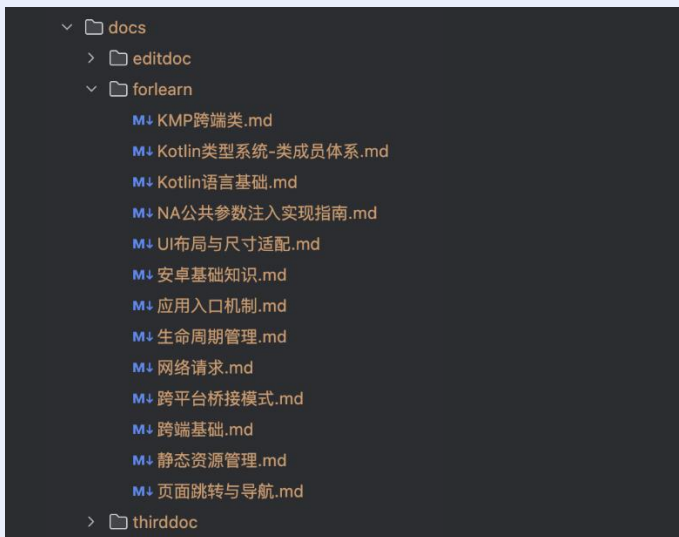 docs
editdoc
forlearn
M↓ KMP跨端类.md
M↓ Kotlin类型系统-类成员体系.md
M↓ Kotlin语言基础.md
M↓ NA公共参数注入实现指南.md
M↓ UI布局与尺寸适配.md
M↓ 安卓基础知识.md
M↓ 应用入口机制.md
M↓ 生命周期管理.md
M↓ 网络请求.md
M↓ 跨平台桥接模式.md
M↓ 跨端基础.md
M↓ 静态资源管理.md
M↓ 页面跳转与导航.md
thirddoc